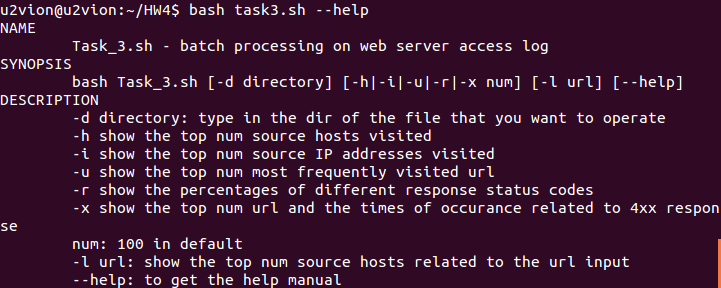 u2vion@u2vion:~/HW4$ bash task3.sh --help
NAME
Task_3.sh - batch processing on web server access log
SYNOPSIS
bash Task_3.sh [-d directory] [-h|-i|-u|-r|-x num] [-l url] [--help]
DESCRIPTION
-d directory: type in the dir of the file that you want to operate
-h show the top num source hosts visited
-i show the top num source IP addresses visited
-u show the top num most frequently visited url
-r show the percentages of different response status codes
-x show the top num url and the times of occurance related to 4xx respon
se
num: 100 in default
-l url: show the top num source hosts related to the url input
--help: to get the help manual